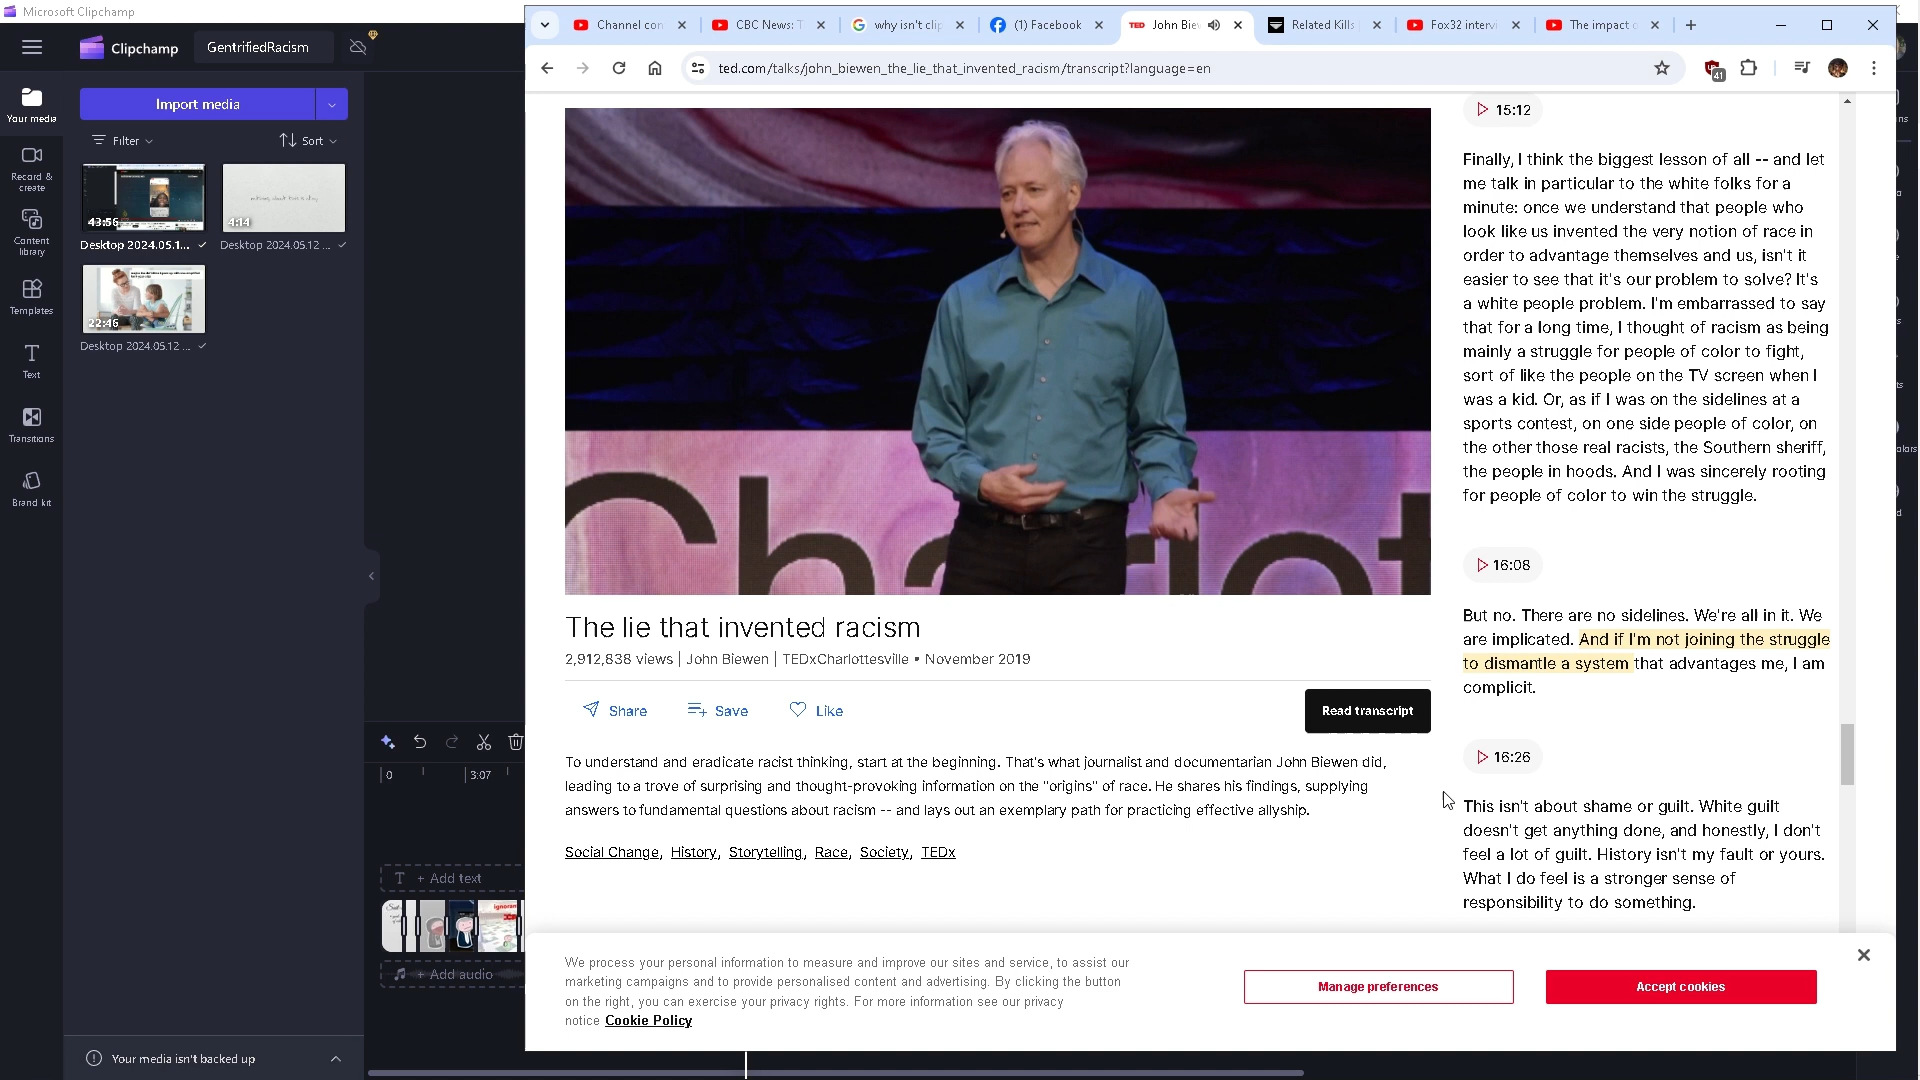 Microsoft Clipchamp
Clipchamp
GentrifiedRacism
Import media
Filter
Sort
Your media
Record &
create
Content
library
Templates
Text
Transitions
Brand kit
43:56
Desktop 2024.05.1...
4:14
Desktop 2024.05.12 ...
22:46
Desktop 2024.05.12 ...
Your media isn't backed up
0
3:07
+ Add text
+ Add audio
Channel con
CBC News: T
why isn't clip
(1) Facebook
TED
John Biew
Related Kills
Fox32 intervi
The impact o
ted.com/talks/john_biewen_the_lie_that_invented_racism/transcript?language=en
41
Charlot
The lie that invented racism
2,912,838 views | John Biewen | TEDxCharlottesville • November 2019
Share
Save
Like
Read transcript
To understand and eradicate racist thinking, start at the beginning. That's what journalist and documentarian John Biewen did,
leading to a trove of surprising and thought-provoking information on the "origins" of race. He shares his findings, supplying
answers to fundamental questions about racism -- and lays out an exemplary path for practicing effective allyship.
Social Change, History, Storytelling, Race, Society, TEDx
15:12
Finally, I think the biggest lesson of all -- and let
me talk in particular to the white folks for a
minute: once we understand that people who
look like us invented the very notion of race in
order to advantage themselves and us, isn't it
easier to see that it's our problem to solve? It's
a white people problem. I'm embarrassed to say
that for a long time, I thought of racism as being
mainly a struggle for people of color to fight,
sort of like the people on the TV screen when I
was a kid. Or, as if I was on the sidelines at a
sports contest, on one side people of color, on
the other those real racists, the Southern sheriff,
the people in hoods. And I was sincerely rooting
for people of color to win the struggle.
16:08
But no. There are no sidelines. We're all in it. We
are implicated. And if I'm not joining the struggle
to dismantle a system that advantages me, I am
complicit.
16:26
This isn't about shame or guilt. White guilt
doesn't get anything done, and honestly, I don't
feel a lot of guilt. History isn't my fault or yours.
What I do feel is a stronger sense of
responsibility to do something.
We process your personal information to measure and improve our sites and service, to assist our
marketing campaigns and to provide personalised content and advertising. By clicking the button
on the right, you can exercise your privacy rights. For more information see our privacy
notice Cookie Policy
Manage preferences
Accept cookies